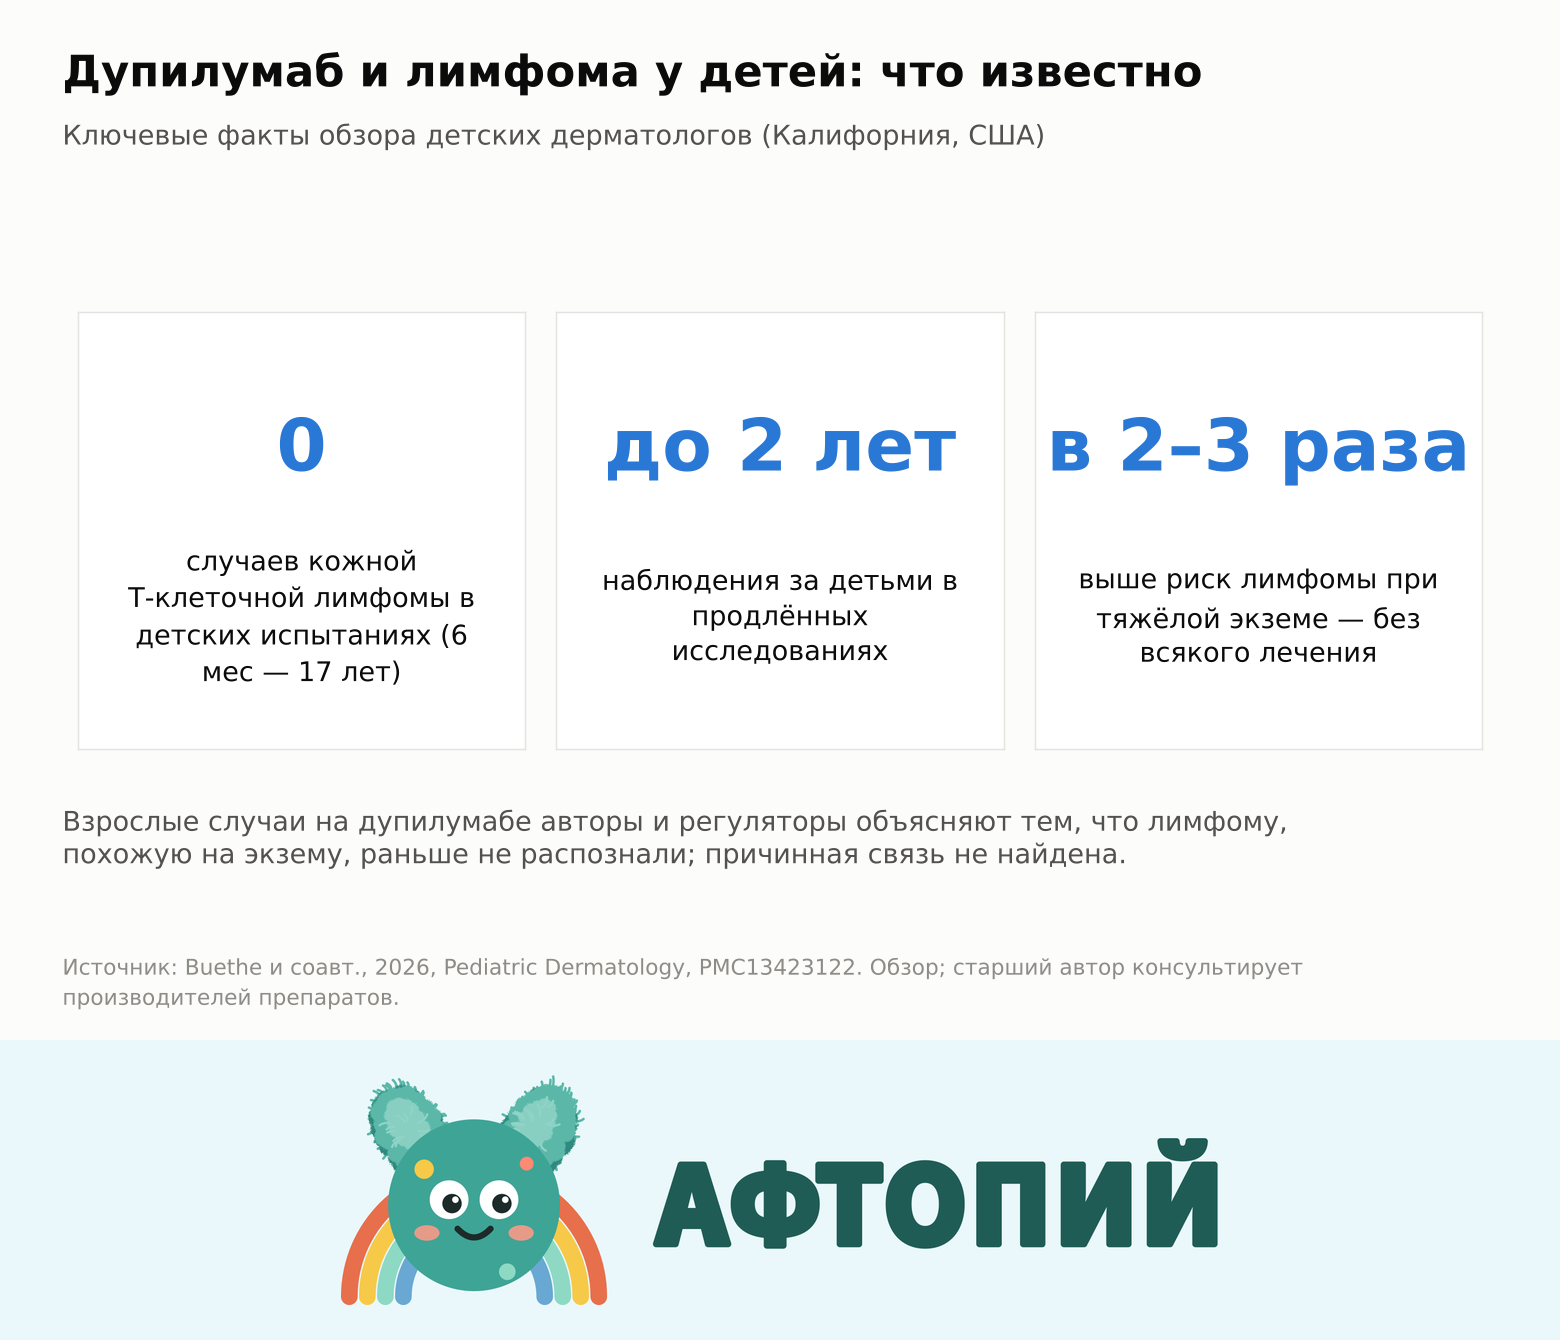 Дупилумаб и лимфома у детей: что известно
Ключевые факты обзора детских дерматологов (Калифорния, США)
0
случаев кожной
Т-клеточной лимфомы в
детских испытаниях (6
мес — 17 лет)
до 2 лет
наблюдения за детьми в
продлённых
исследованиях
в 2–3 раза
выше риск лимфомы при
тяжёлой экземе — без
всякого лечения
Взрослые случаи на дупилумабе авторы и регуляторы объясняют тем, что лимфому,
похожую на экзему, раньше не распознали; причинная связь не найдена.
Источник: Buethe и соавт., 2026, Pediatric Dermatology, PMC13423122. Обзор; старший автор консультирует
производителей препаратов.
АФТОПИЙ